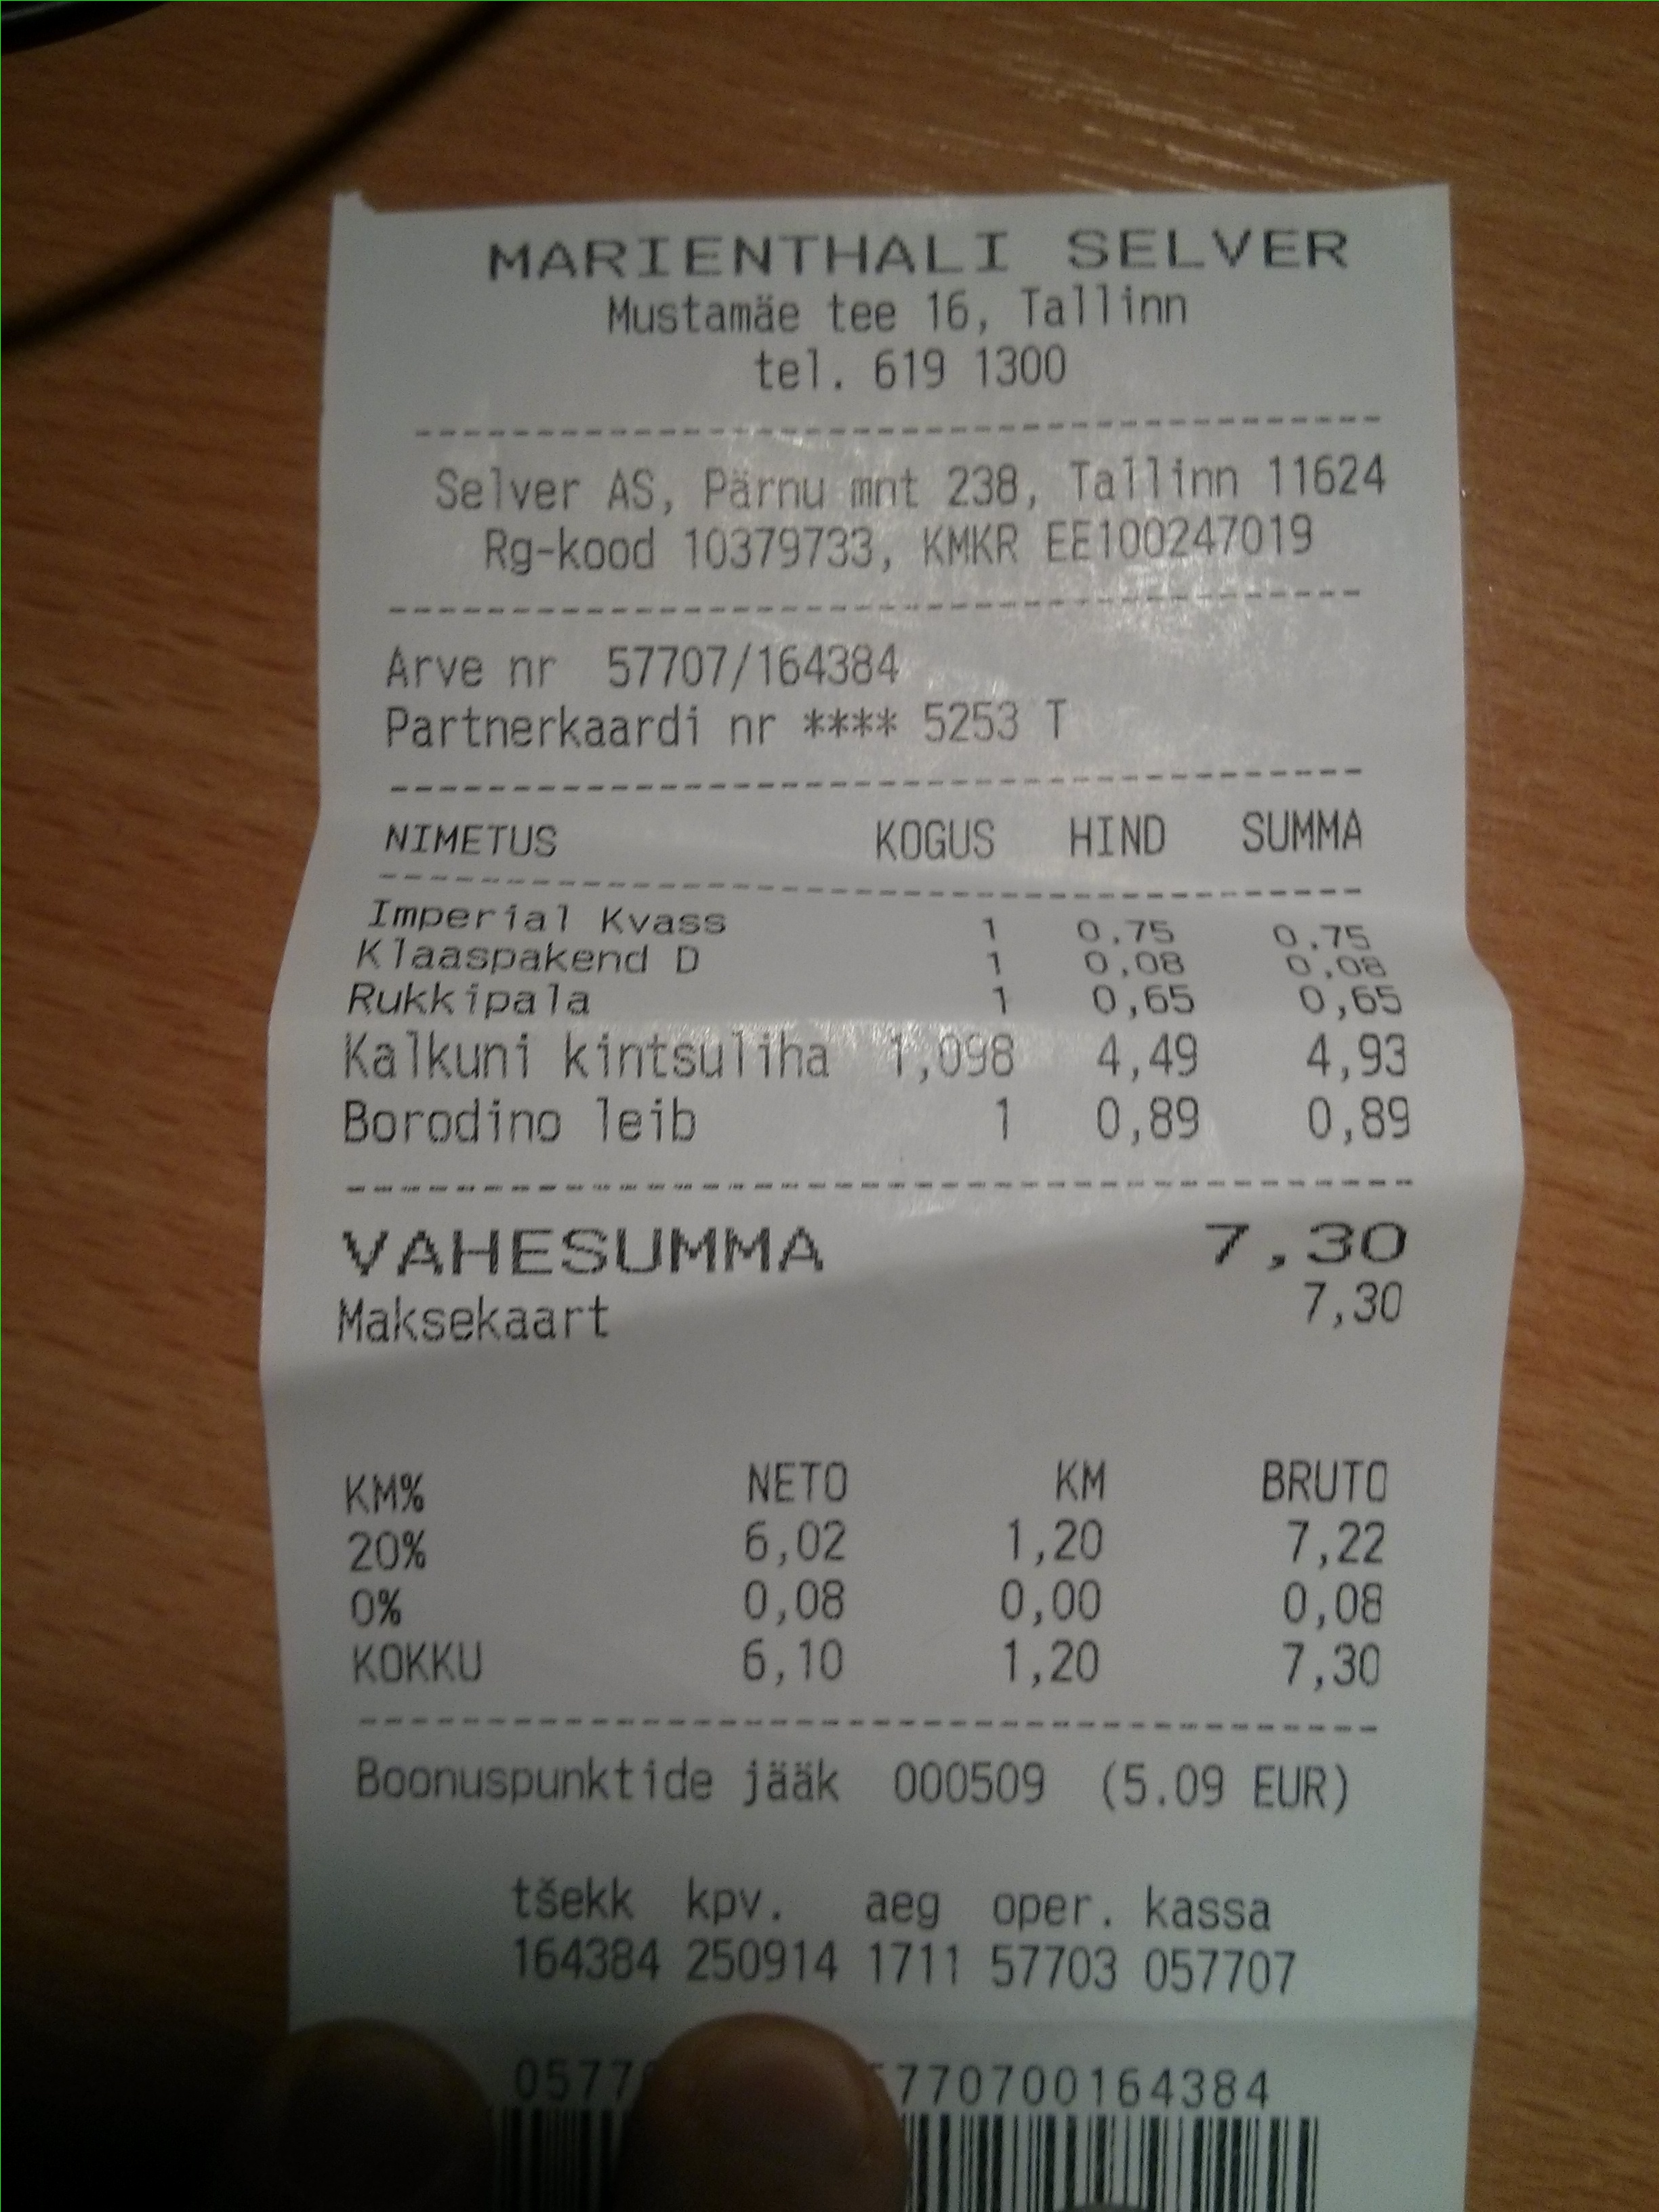 MARIENTHALI SELVER
Mustamäe tee 16, Tallinn
tel. 619 1300
Selver AS, Pärnu mnt 238, Tallinn 11624
Rg-kood 10379733, KMKR EE100247019
Arve nr 57707/164384
Partnerkaardi nr **** 5253 T
NIMETUS KOGUS HIND SUMMA
Imperial Kvass 1 0,75 0,75
Klaaspakend D 1 0,08 0,08
Rukkipala 1 0,65 0,65
Kalkuni kintsuliha 1,098 4,49 4,93
Borodino leib 1 0,89 0,89
VAHESUMMA 7,30
Maksekaart 7,30
KM% NETO KM BRUTO
20% 6,02 1,20 7,22
0% 0,08 0,00 0,08
KOKKU 6,10 1,20 7,30
Boonuspunktide jääk 000509 (5.09 EUR)
tšekk kpv. aeg oper. kassa
164384 250914 1711 57703 057707